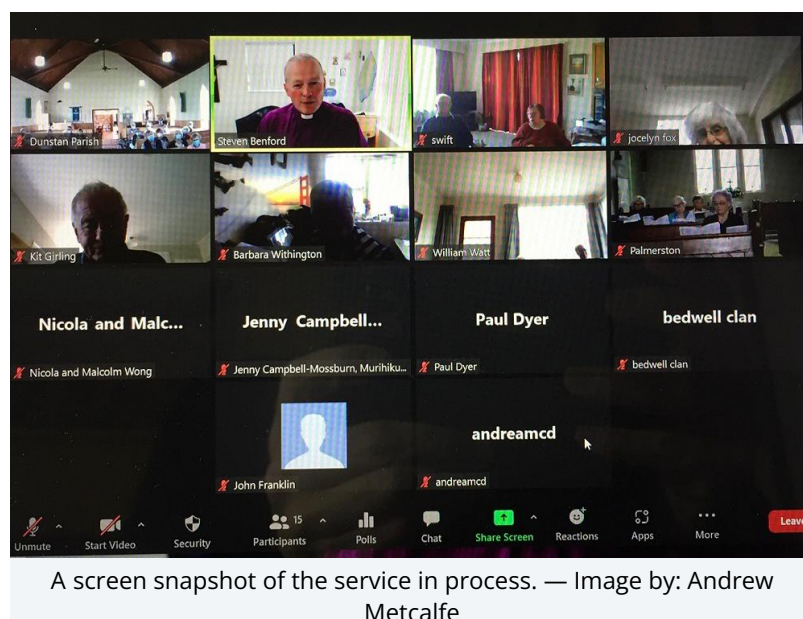 Dunstan Parish
Steven Benford
swift
jocelyn fox
Kit Girling
Barbara Withington
William Watt
Palmerston
Nicola and Malc...
Jenny Campbell...
Paul Dyer
bedwell clan
Nicola and Malcolm Wong
Jenny Campbell-Mossburn, Murihiku...
Paul Dyer
bedwell clan
andreamcd
John Franklin
andreamcd
15
Unmute
Start Video
Security
Participants
Polls
Chat
Share Screen
Reactions
Apps
More
Leave
A screen snapshot of the service in process. — Image by: Andrew
Metcalfe